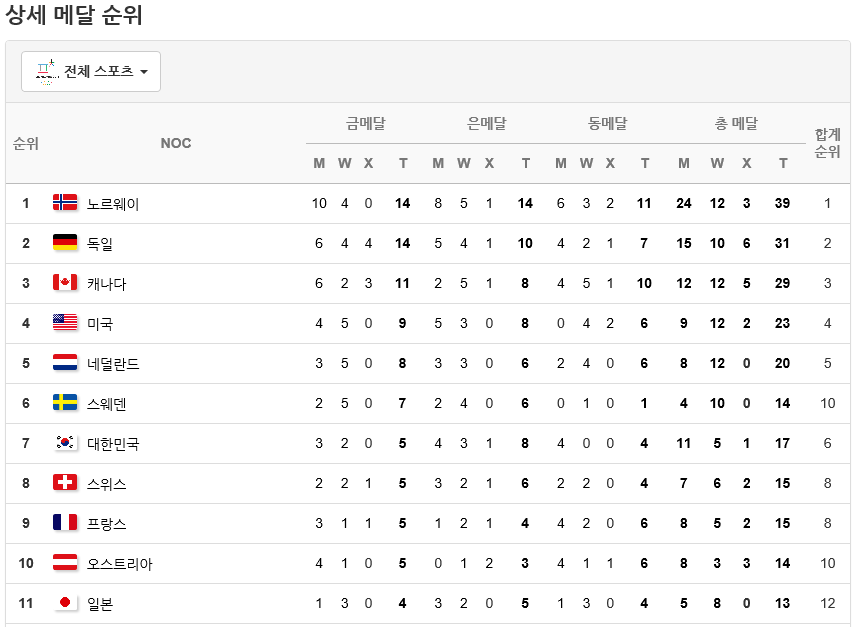 상세 메달 순위
전체 스포츠
순위 NOC 금메달 은메달 동메달 총 메달 합계 순위
M W X T M W X T M W X T M W X T
1 노르웨이 10 4 0 14 8 5 1 14 6 3 2 11 24 12 3 39 1
2 독일 6 4 4 14 5 4 1 10 4 2 1 7 15 10 6 31 2
3 캐나다 6 2 3 11 2 5 1 8 4 5 1 10 12 12 5 29 3
4 미국 4 5 0 9 5 3 0 8 0 4 2 6 9 12 2 23 4
5 네덜란드 3 5 0 8 3 3 0 6 2 4 0 6 8 12 0 20 5
6 스웨덴 2 5 0 7 2 4 0 6 0 1 0 1 4 10 0 14 10
7 대한민국 3 2 0 5 4 3 1 8 4 0 0 4 11 5 1 17 6
8 스위스 2 2 1 5 3 2 1 6 2 2 0 4 7 6 2 15 8
9 프랑스 3 1 1 5 1 2 1 4 4 2 0 6 8 5 2 15 8
10 오스트리아 4 1 0 5 0 1 2 3 4 1 1 6 8 3 3 14 10
11 일본 1 3 0 4 3 2 0 5 1 3 0 4 5 8 0 13 12